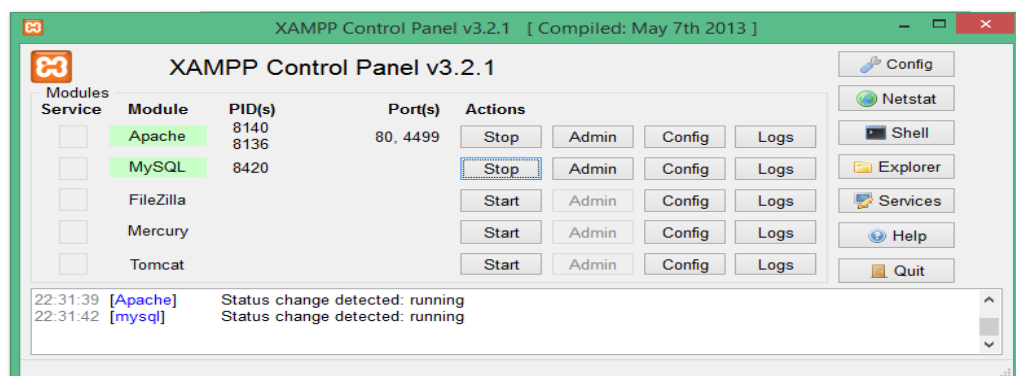 XAMPP Control Panel v3.2.1 [ Compiled: May 7th 2013 ]
XAMPP Control Panel v3.2.1
Config
Modules
Netstat
Service Module PID(s) Port(s) Actions
Apache 8140 8136 80, 4499 Stop Admin Config Logs
Shell
MySQL 8420 Stop Admin Config Logs
Explorer
FileZilla Start Admin Config Logs
Services
Mercury Start Admin Config Logs
Help
Tomcat Start Admin Config Logs
Quit
22:31:39 [Apache] Status change detected: running
22:31:42 [mysql] Status change detected: running